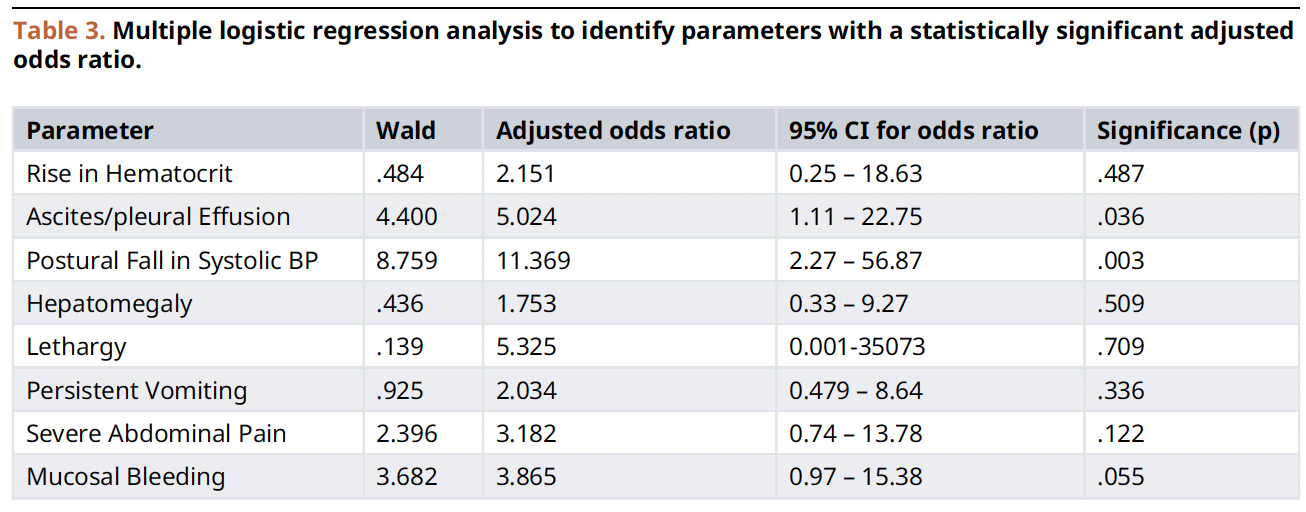 Table 3. Multiple logistic regression analysis to identify parameters with a statistically significant adjusted
odds ratio.
Parameter Wald Adjusted odds ratio 95% CI for odds ratio Significance (p)
Rise in Hematocrit .484 2.151 0.25 – 18.63 .487
Ascites/pleural Effusion 4.400 5.024 1.11 – 22.75 .036
Postural Fall in Systolic BP 8.759 11.369 2.27 – 56.87 .003
Hepatomegaly .436 1.753 0.33 – 9.27 .509
Lethargy .139 5.325 0.001-35073 .709
Persistent Vomiting .925 2.034 0.479 – 8.64 .336
Severe Abdominal Pain 2.396 3.182 0.74 – 13.78 .122
Mucosal Bleeding 3.682 3.865 0.97 – 15.38 .055